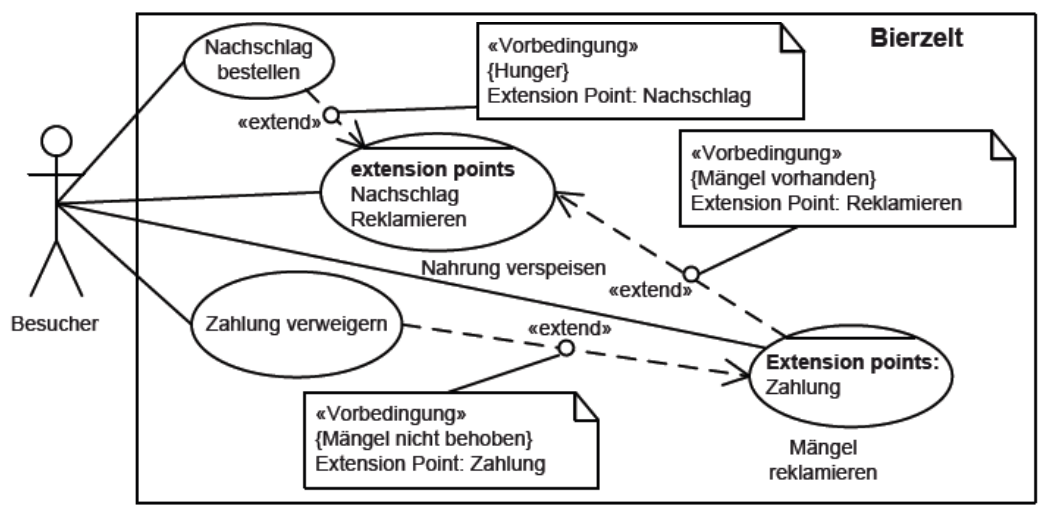 Bierzelt
Nachschlag
bestellen
«Vorbedingung»
{Hunger}
Extension Point: Nachschlag
«extend»
extension points
Nachschlag
Reklamieren
«Vorbedingung»
{Mängel vorhanden}
Extension Point: Reklamieren
Nahrung verspeisen
«extend»
Besucher
Zahlung verweigern
«extend»
Extension points:
Zahlung
«Vorbedingung»
{Mängel nicht behoben}
Extension Point: Zahlung
Mängel
reklamieren